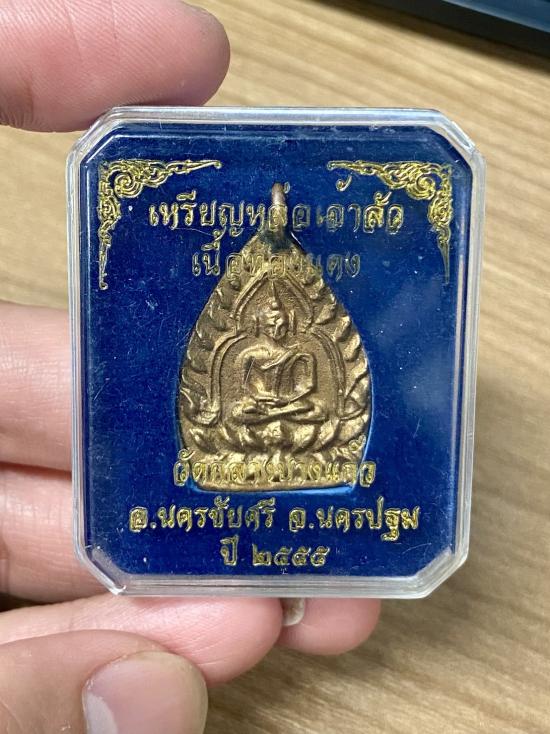 เหรียญหล่อเจ้าสัว
เนื้อทองแดง
วัดกลางบางแก้ว
อ.นครชัยศรี จ.นครปฐม
ปี ๒๕๕๕